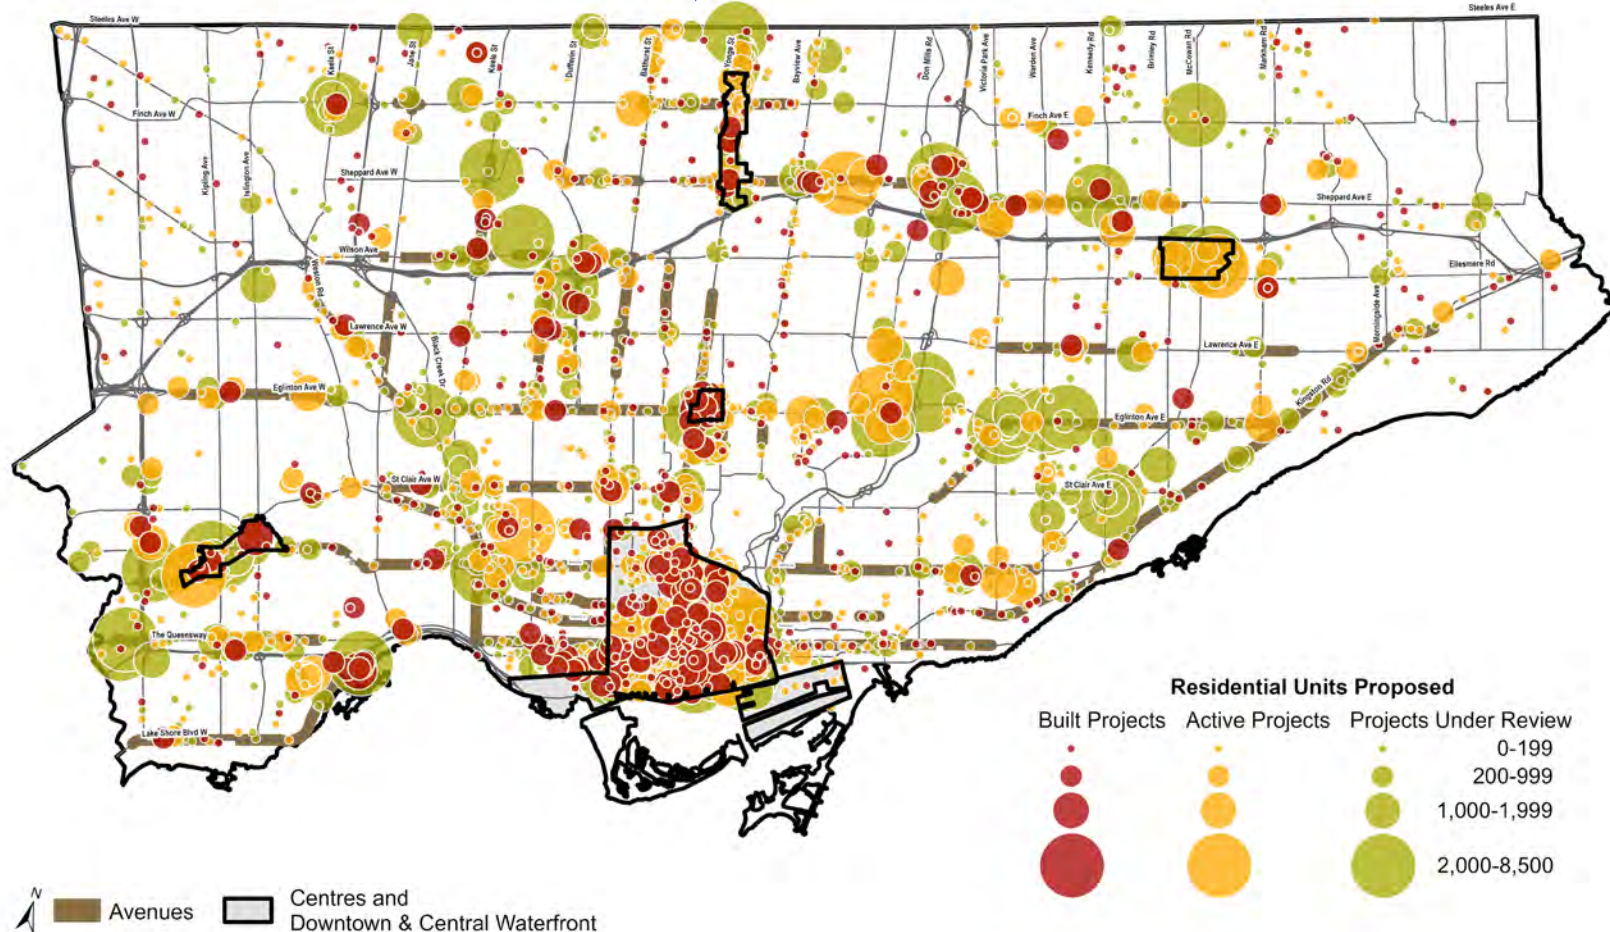 Steeles Ave W
Steeles Ave E
Keele St
Jane St
Keele St
Dufferin St
Bathurst St
Yonge St
Bayview Ave
Don Mills Rd
Victoria Park Ave
Warden Ave
Kennedy Rd
Brimley Rd
McCowan Rd
Markham Rd
Finch Ave W
Finch Ave E
Kipling Ave
Islington Ave
Sheppard Ave W
Sheppard Ave E
Wilson Ave
Weston Rd
Ellesmere Rd
Morningside Ave
Lawrence Ave W
Black Creek Dr
Lawrence Ave E
Eglinton Ave W
Kingston Rd
Eglinton Ave E
St Clair Ave W
St Clair Ave E
The Queensway
Lake Shore Blvd W
Residential Units Proposed
Built Projects Active Projects Projects Under Review
0-199
200-999
1,000-1,999
2,000-8,500
N
Avenues
Centres and
Downtown & Central Waterfront